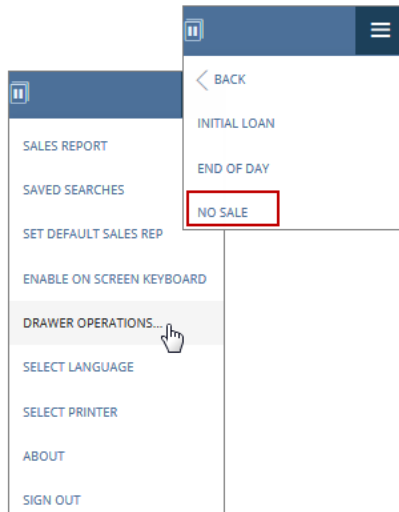 SALES REPORT
SAVED SEARCHES
SET DEFAULT SALES REP
ENABLE ON SCREEN KEYBOARD
DRAWER OPERATIONS...
SELECT LANGUAGE
SELECT PRINTER
ABOUT
SIGN OUT
BACK
INITIAL LOAN
END OF DAY
NO SALE